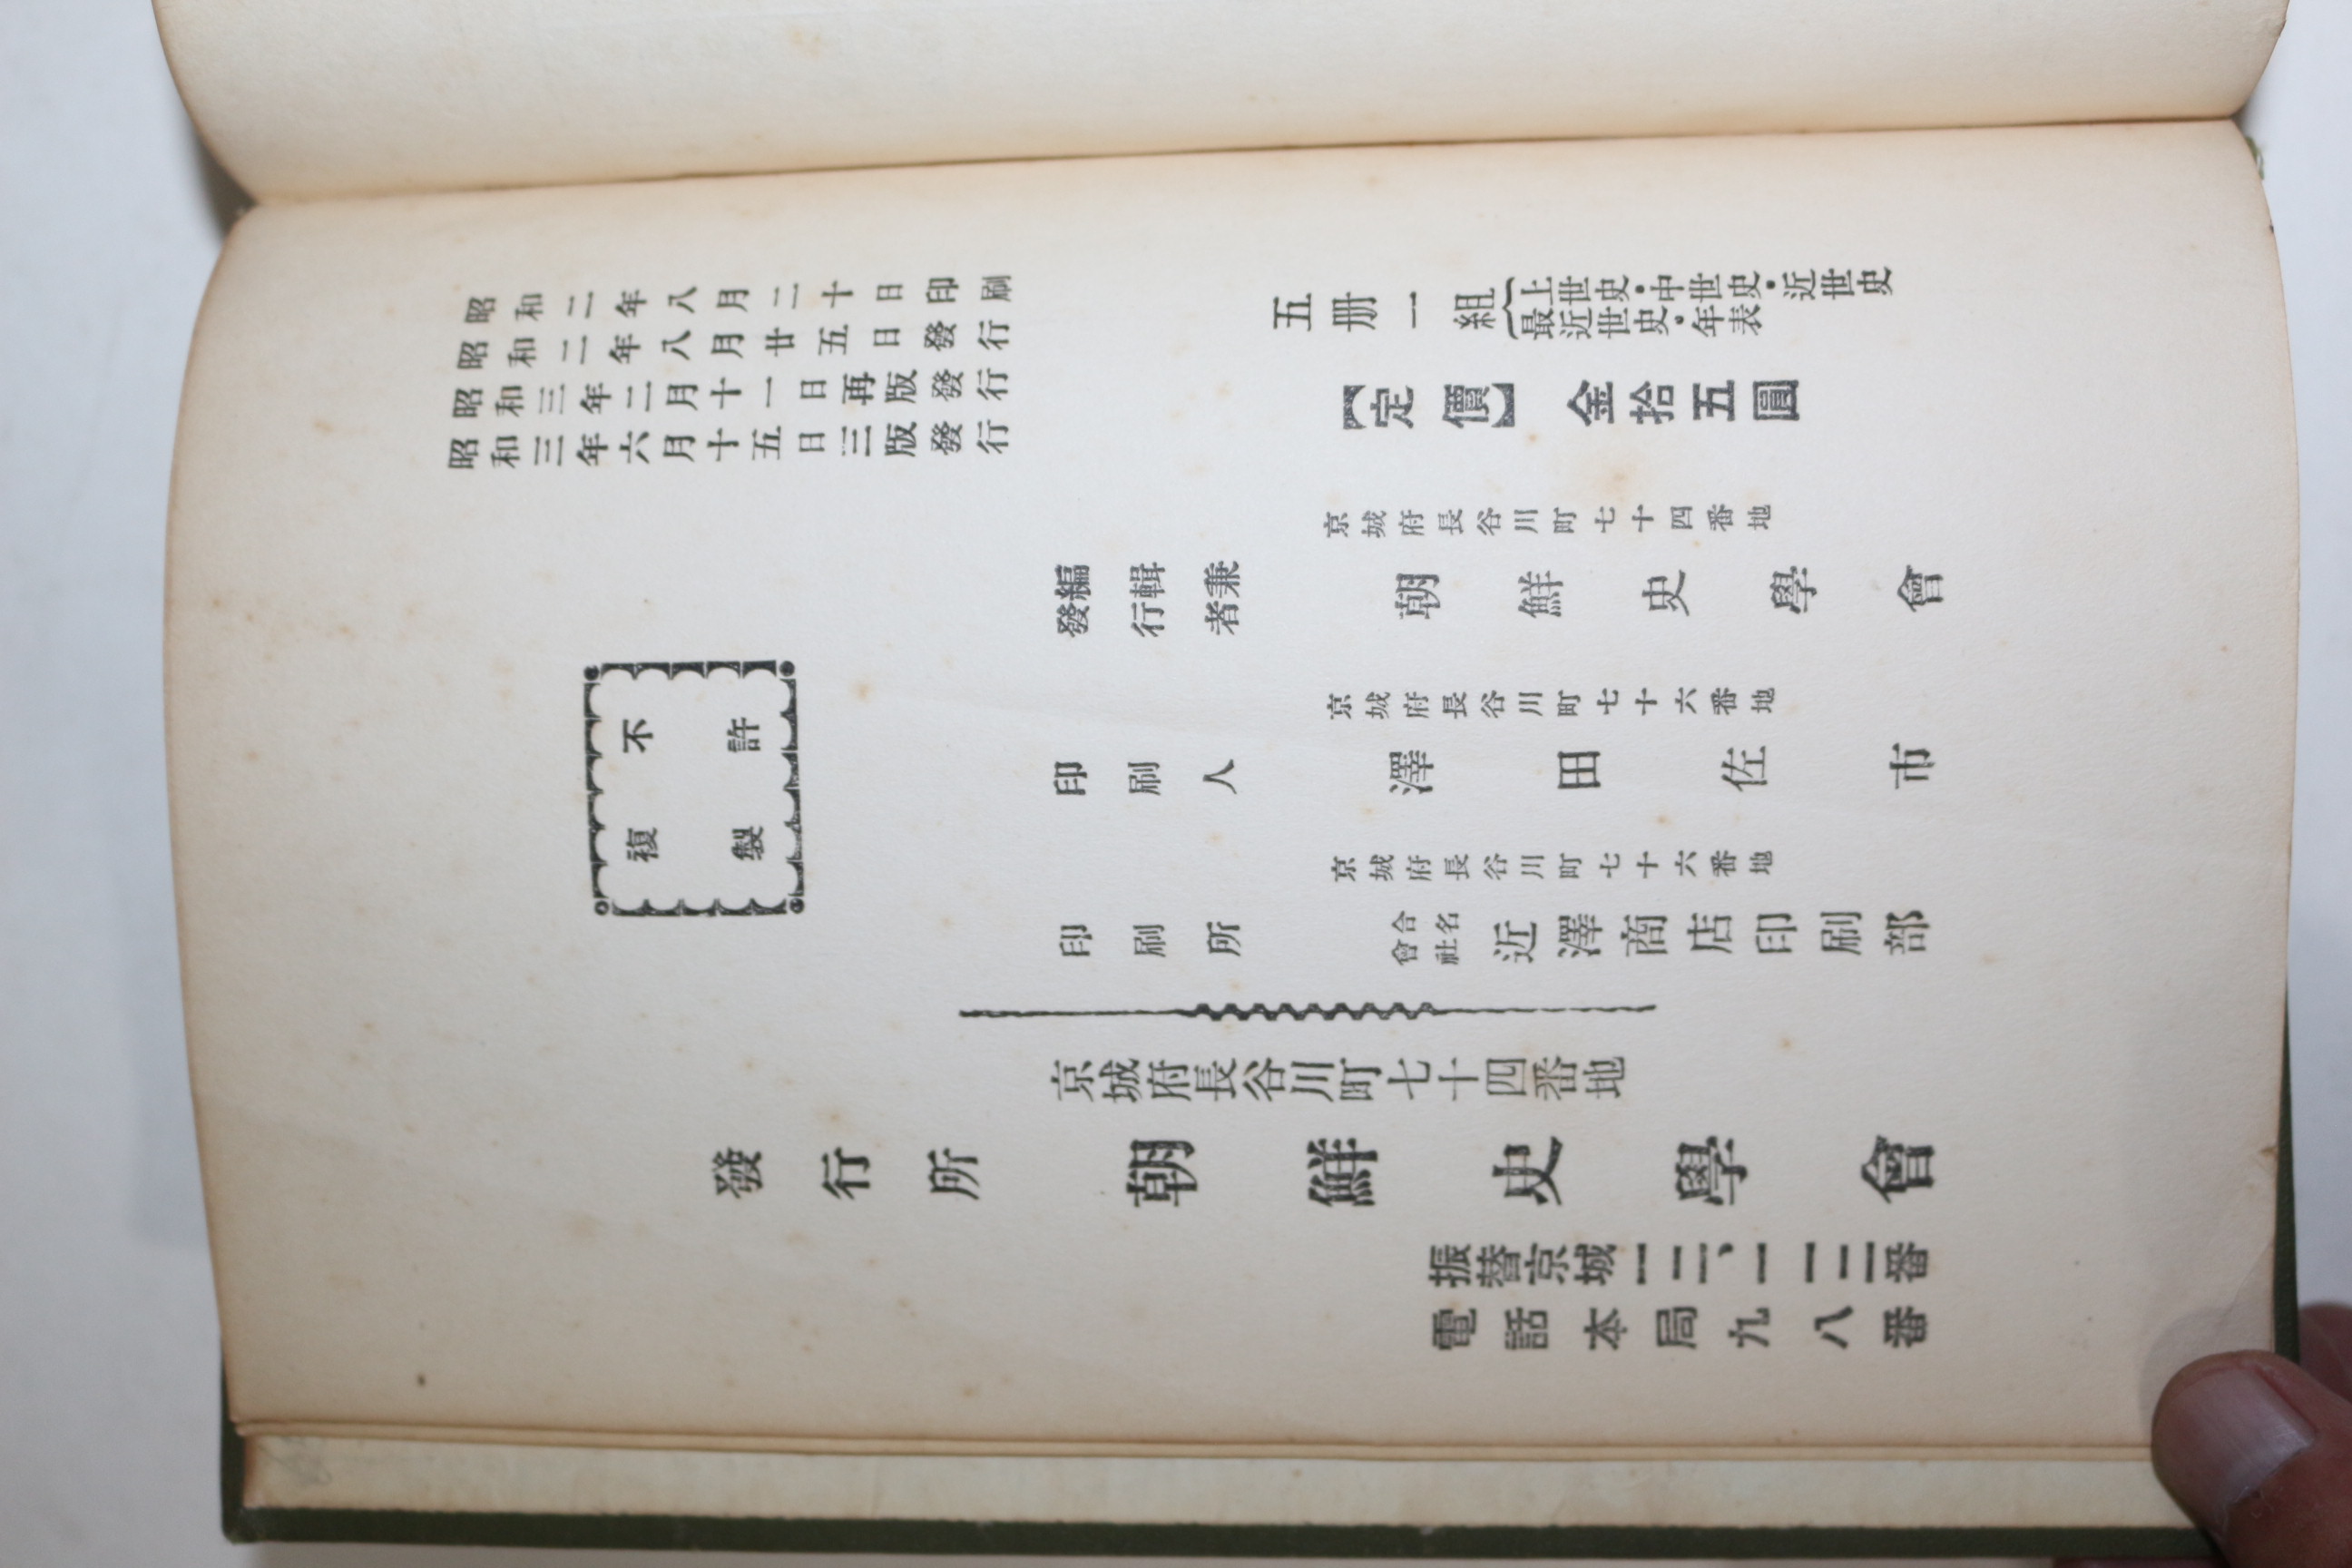 昭和二年八月二十日印刷
昭和二年八月廿五日發行
昭和三年二月十一日再版發行
昭和三年六月十五日三版發行
五册一組
上世史・中世史・近世史
最近世史・年表
【定價】金拾五圓
不許
複製
京城府長谷川町七十四番地
編輯兼
發行者
朝鮮史學會
京城府長谷川町七十六番地
印刷人 澤田佐市
京城府長谷川町七十六番地
印刷所 合名會社 近澤商店印刷部
京城府長谷川町七十四番地
發行所 朝鮮史學會
振替京城一二、一一二番
電話本局九八番